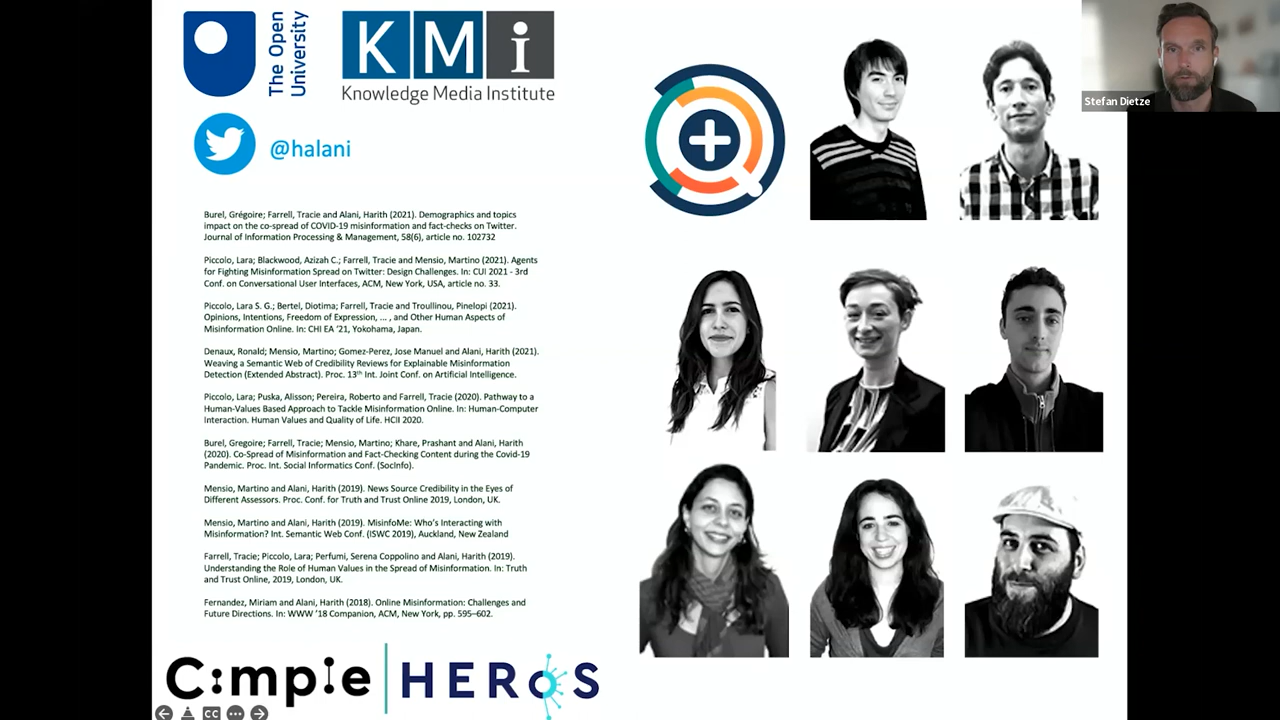 The Open
University
KMi
Knowledge Media Institute
@halani
Burel, Grégoire; Farrell, Tracie and Alani, Harith (2021). Demographics and topics
impact on the co-spread of COVID-19 misinformation and fact-checks on Twitter.
Journal of Information Processing & Management, 58(6), article no. 102732
Piccolo, Lara; Blackwood, Azizah C.; Farrell, Tracie and Mensio, Martino (2021). Agents
for Fighting Misinformation Spread on Twitter: Design Challenges. In: CUI 2021 - 3rd
Conf. on Conversational User Interfaces, ACM, New York, USA, article no. 33.
Piccolo, Lara S. G.; Bertel, Diotima; Farrell, Tracie and Troullinou, Pinelopi (2021).
Opinions, Intentions, Freedom of Expression, ... , and Other Human Aspects of
Misinformation Online. In: CHI EA '21, Yokohama, Japan.
Denaux, Ronald; Mensio, Martino; Gomez-Perez, Jose Manuel and Alani, Harith (2021).
Weaving a Semantic Web of Credibility Reviews for Explainable Misinformation
Detection (Extended Abstract). Proc. 13th Int. Joint Conf. on Artificial Intelligence.
Piccolo, Lara; Puska, Alisson; Pereira, Roberto and Farrell, Tracie (2020). Pathway to a
Human-Values Based Approach to Tackle Misinformation Online. In: Human-Computer
Interaction. Human Values and Quality of Life. HCII 2020.
Burel, Gregoire; Farrell, Tracie; Mensio, Martino; Khare, Prashant and Alani, Harith
(2020). Co-Spread of Misinformation and Fact-Checking Content during the Covid-19
Pandemic. Proc. Int. Social Informatics Conf. (SocInfo).
Mensio, Martino and Alani, Harith (2019). News Source Credibility in the Eyes of
Different Assessors. Proc. Conf. for Truth and Trust Online 2019, London, UK.
Mensio, Martino and Alani, Harith (2019). MisinfoMe: Who's Interacting with
Misinformation? Int. Semantic Web Conf. (ISWC 2019), Auckland, New Zealand
Farrell, Tracie; Piccolo, Lara; Perfumi, Serena Coppolino and Alani, Harith (2019).
Understanding the Role of Human Values in the Spread of Misinformation. In: Truth
and Trust Online, 2019, London, UK.
Fernandez, Miriam and Alani, Harith (2018). Online Misinformation: Challenges and
Future Directions. In: WWW '18 Companion, ACM, New York, pp. 595–602.
C:mp!e
HERoS
CC
Stefan Dietze